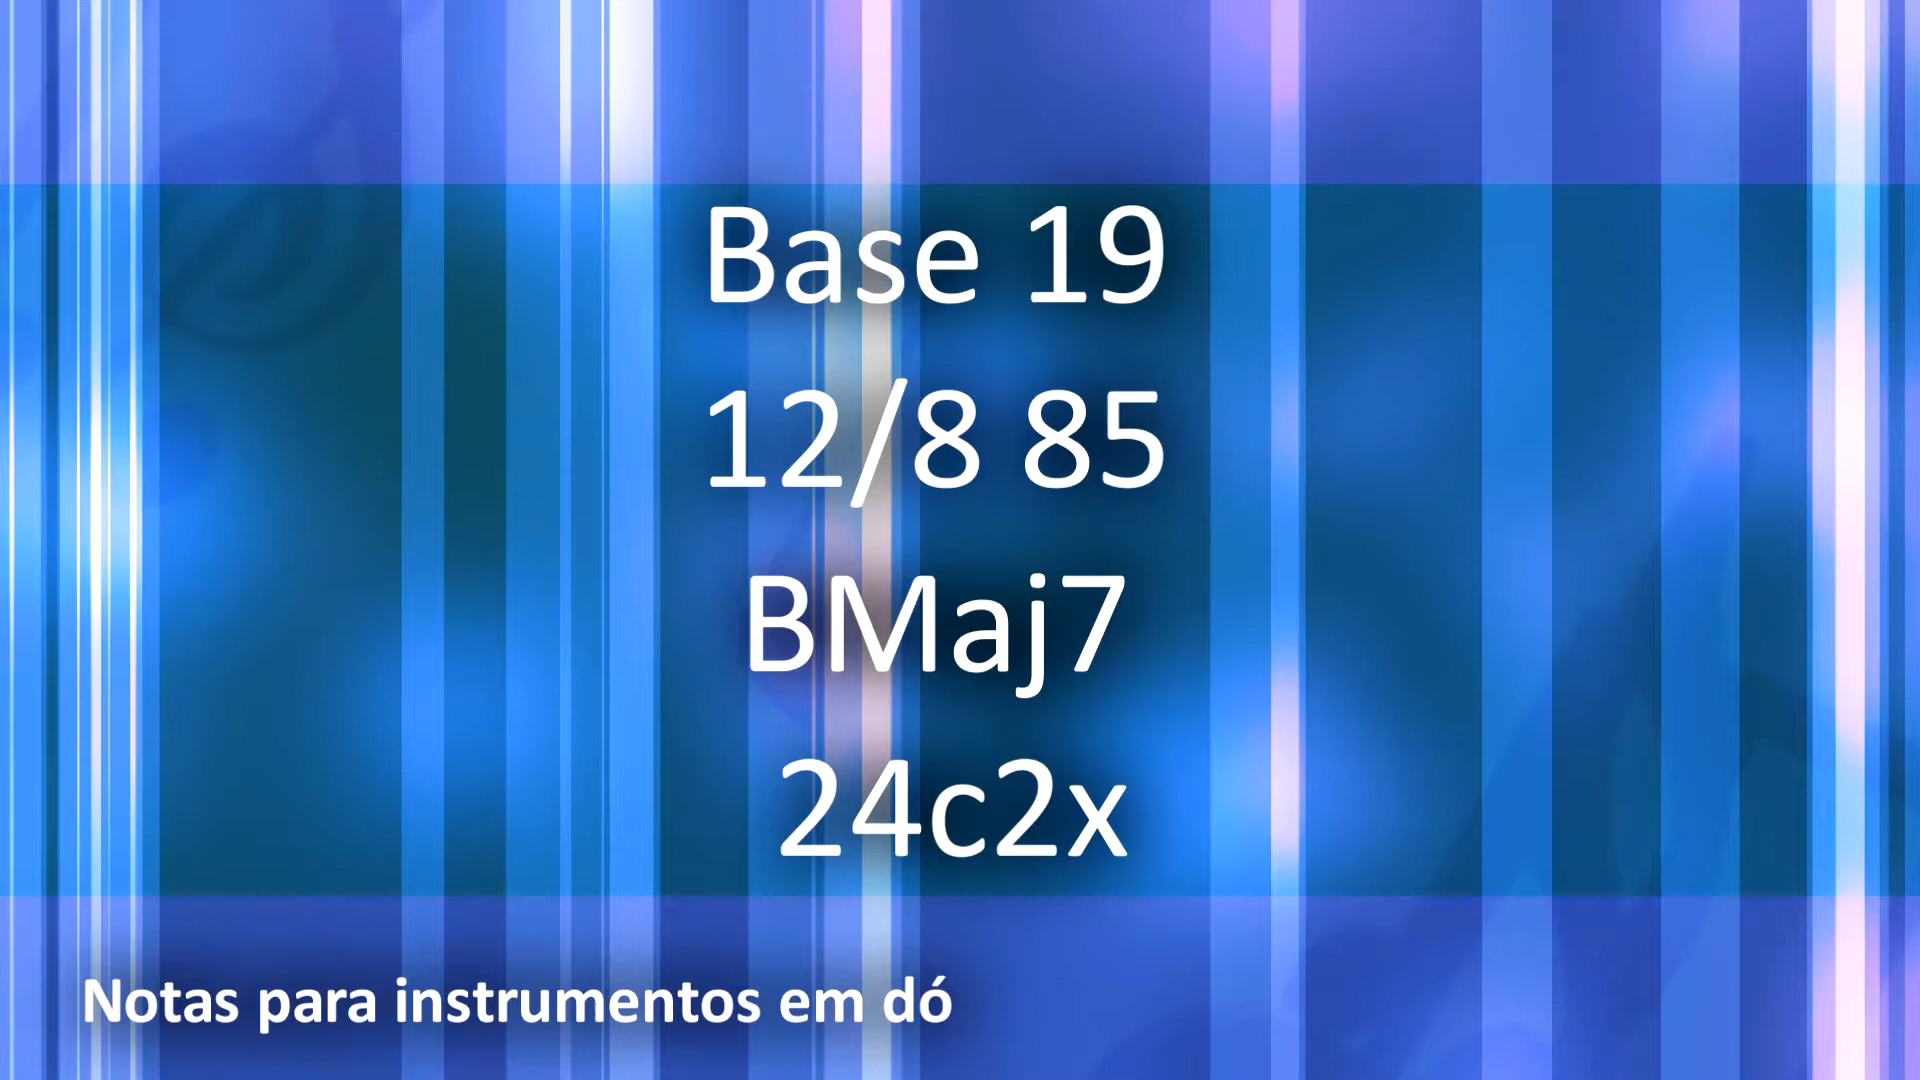 Base 19
12/8 85
BMaj7
24c2x
Notas para instrumentos em dó